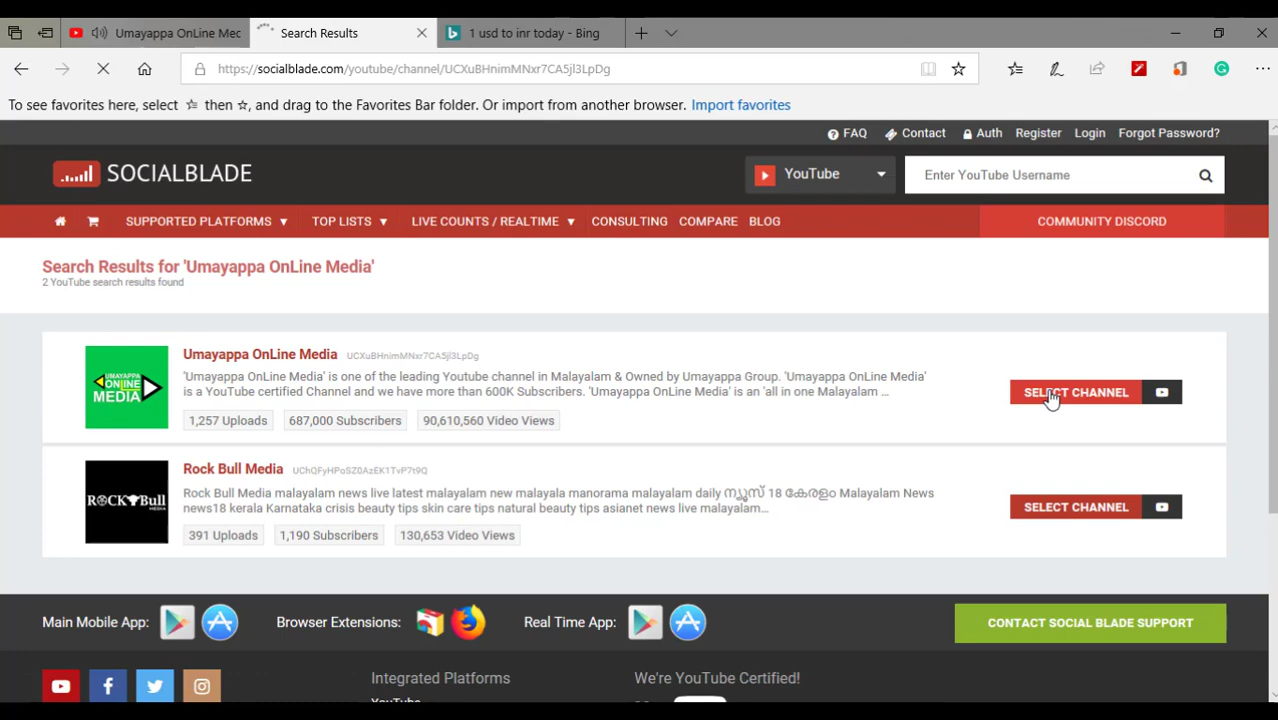 Umayappa OnLine Med
Search Results
1 usd to inr today - Bing
https://socialblade.com/youtube/channel/UCXuBHnimMNxr7CA5jl3LpDg
To see favorites here, select then ☆, and drag to the Favorites Bar folder. Or import from another browser. Import favorites
FAQ Contact Auth Register Login Forgot Password?
SOCIALBLADE
YouTube
Enter YouTube Username
SUPPORTED PLATFORMS TOP LISTS LIVE COUNTS / REALTIME CONSULTING COMPARE BLOG
COMMUNITY DISCORD
Search Results for 'Umayappa OnLine Media'
2 YouTube search results found
UMAYAPPA
ONLINE
MEDIA
Umayappa OnLine Media UCXuBHnimMNxr7CA5jl3LpDg
'Umayappa OnLine Media' is one of the leading Youtube channel in Malayalam & Owned by Umayappa Group. 'Umayappa OnLine Media'
is a YouTube certified Channel and we have more than 600K Subscribers. 'Umayappa OnLine Media' is an 'all in one Malayalam ...
1,257 Uploads 687,000 Subscribers 90,610,560 Video Views
SELECT CHANNEL
ROCK Bull
MEDIA
Rock Bull Media UChQFyHPoSZ0AzEK1TvP7t9Q
Rock Bull Media malayalam news live latest malayalam new malayala manorama malayalam daily ന്യൂസ് 18 കേരളം Malayalam News
news18 kerala Karnataka crisis beauty tips skin care tips natural beauty tips asianet news live malayalam...
391 Uploads 1,190 Subscribers 130,653 Video Views
SELECT CHANNEL
Main Mobile App: Browser Extensions: Real Time App:
CONTACT SOCIAL BLADE SUPPORT
Integrated Platforms
We're YouTube Certified!
YouTube